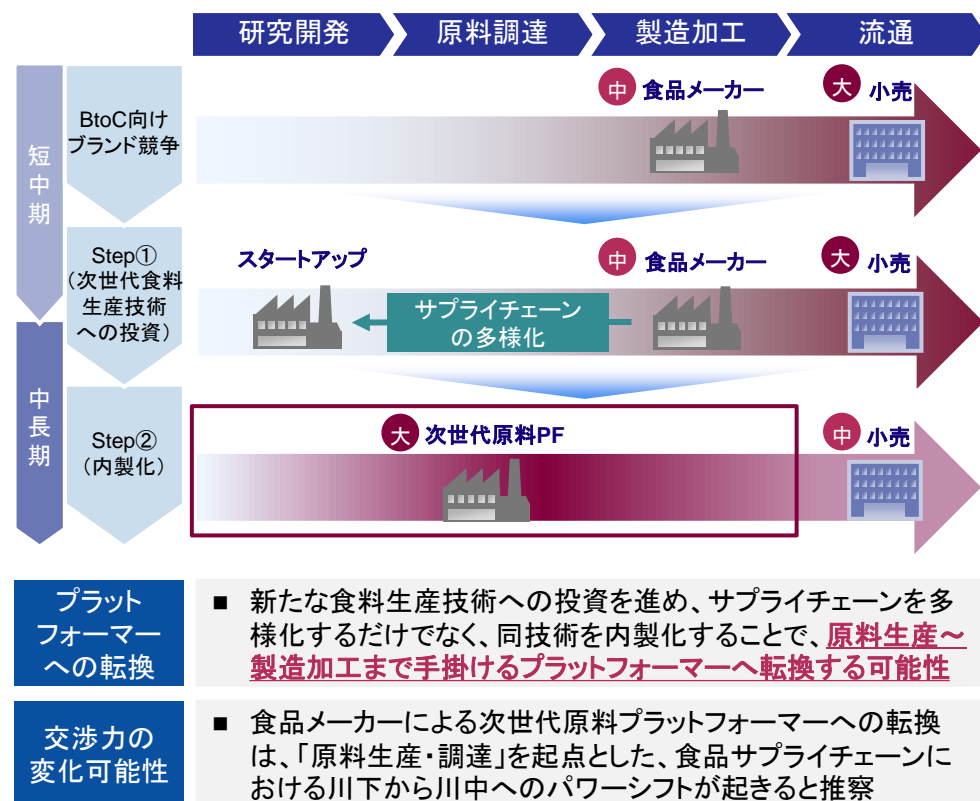 研究開発
原料調達
製造加工
流通
短中期
BtoC向け
ブランド競争
中 食品メーカー
大 小売
Step①
(次世代食料
生産技術
への投資)
スタートアップ
サプライチェーン
の多様化
中 食品メーカー
大 小売
中長期
Step②
(内製化)
大 次世代原料PF
中 小売
プラット
フォーマー
への転換
■ 新たな食料生産技術への投資を進め、サプライチェーンを多
様化するだけでなく、同技術を内製化することで、原料生産～
製造加工まで手掛けるプラットフォーマーへ転換する可能性
交渉力の
変化可能性
■ 食品メーカーによる次世代原料プラットフォーマーへの転換
は、「原料生産・調達」を起点とした、食品サプライチェーンに
おける川下から川中へのパワーシフトが起きると推察